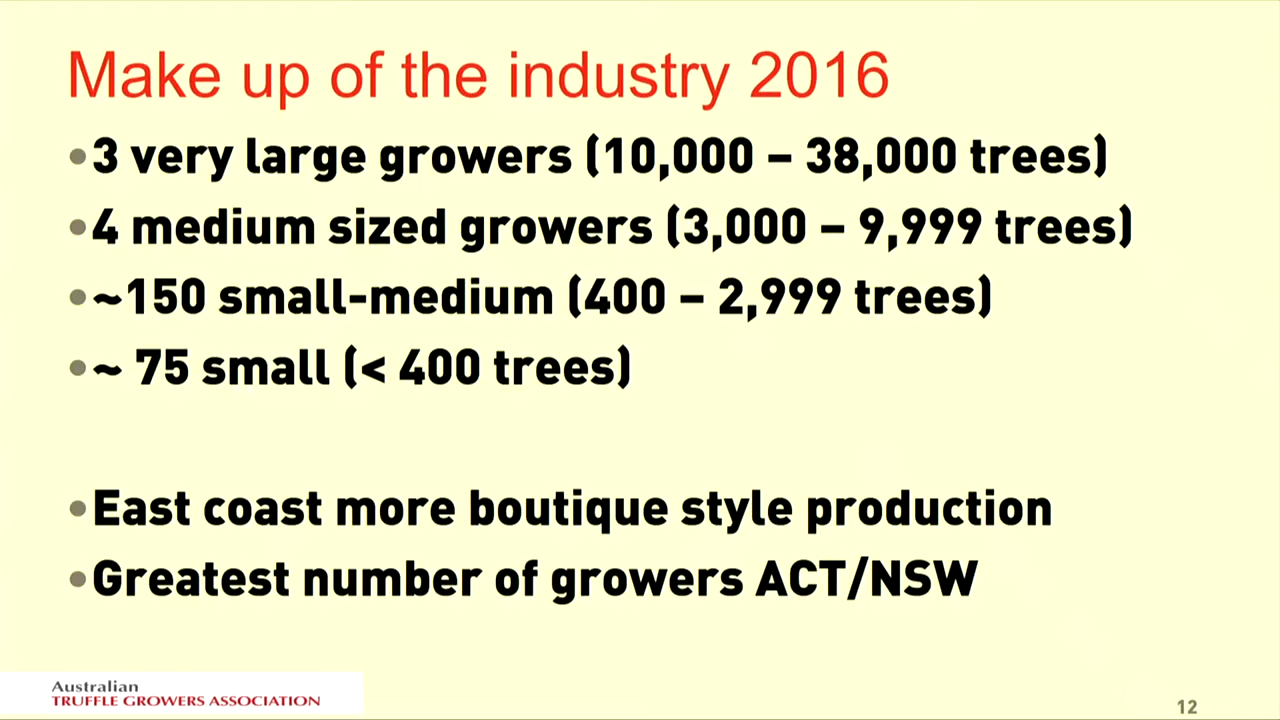 Make up of the industry 2016
•3 very large growers (10,000 – 38,000 trees)
•4 medium sized growers (3,000 – 9,999 trees)
•~150 small-medium (400 – 2,999 trees)
•~ 75 small (< 400 trees)
•East coast more boutique style production
•Greatest number of growers ACT/NSW
Australian
TRUFFLE GROWERS ASSOCIATION
12